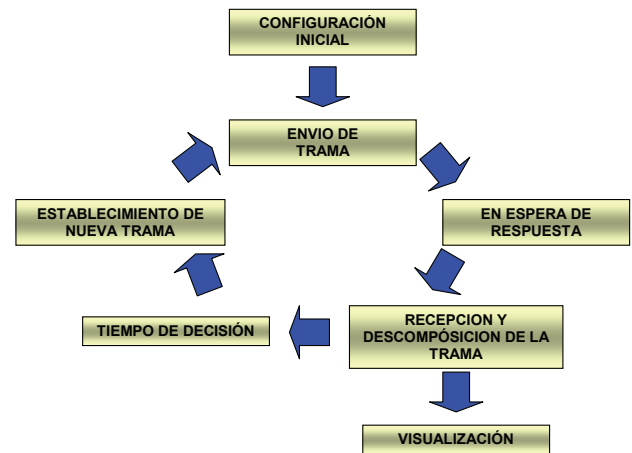 CONFIGURACIÓN
INICIAL
ENVIO DE
TRAMA
ESTABLECIMIENTO DE
NUEVA TRAMA
EN ESPERA DE
RESPUESTA
TIEMPO DE DECISIÓN
RECEPCION Y
DESCOMPÓSICION DE LA
TRAMA
VISUALIZACIÓN